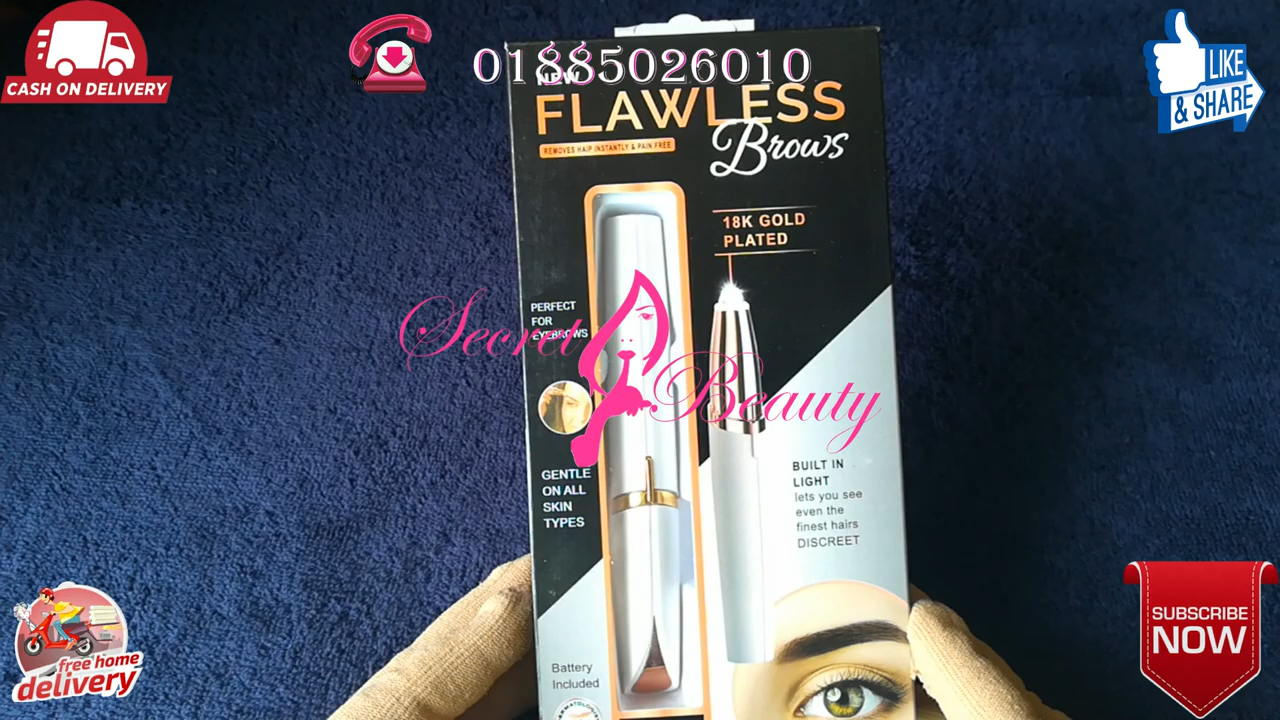 CASH ON DELIVERY
01885026010
LIKE
& SHARE
NEW
FLAWLESS
Brows
REMOVES HAIR INSTANTLY & PAIN FREE
18K GOLD
PLATED
PERFECT
FOR
EYEBROWS
Secret
Beauty
GENTLE
ON ALL
SKIN
TYPES
BUILT IN
LIGHT
lets you see
even the
finest hairs
DISCREET
Battery
Included
free home
delivery
SUBSCRIBE
NOW